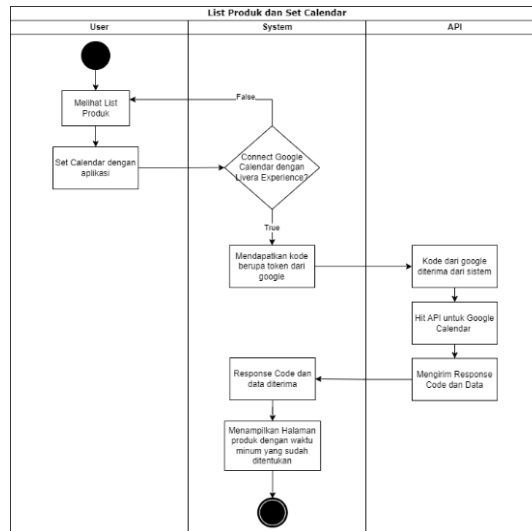 List Produk dan Set Calendar
User
System
API
False
Melihat List
Produk
Set Calendar dengan
aplikasi
Connect Google
Calendar dengan
Livera Experience?
True
Mendapatkan kode
berupa token dari
google
Kode dari google
diterima dari sistem
Hit API untuk Google
Calendar
Mengirim Response
Code dan Data
Response Code dan
data diterima
Menampilkan Halaman
produk dengan waktu
minum yang sudah
ditentukan